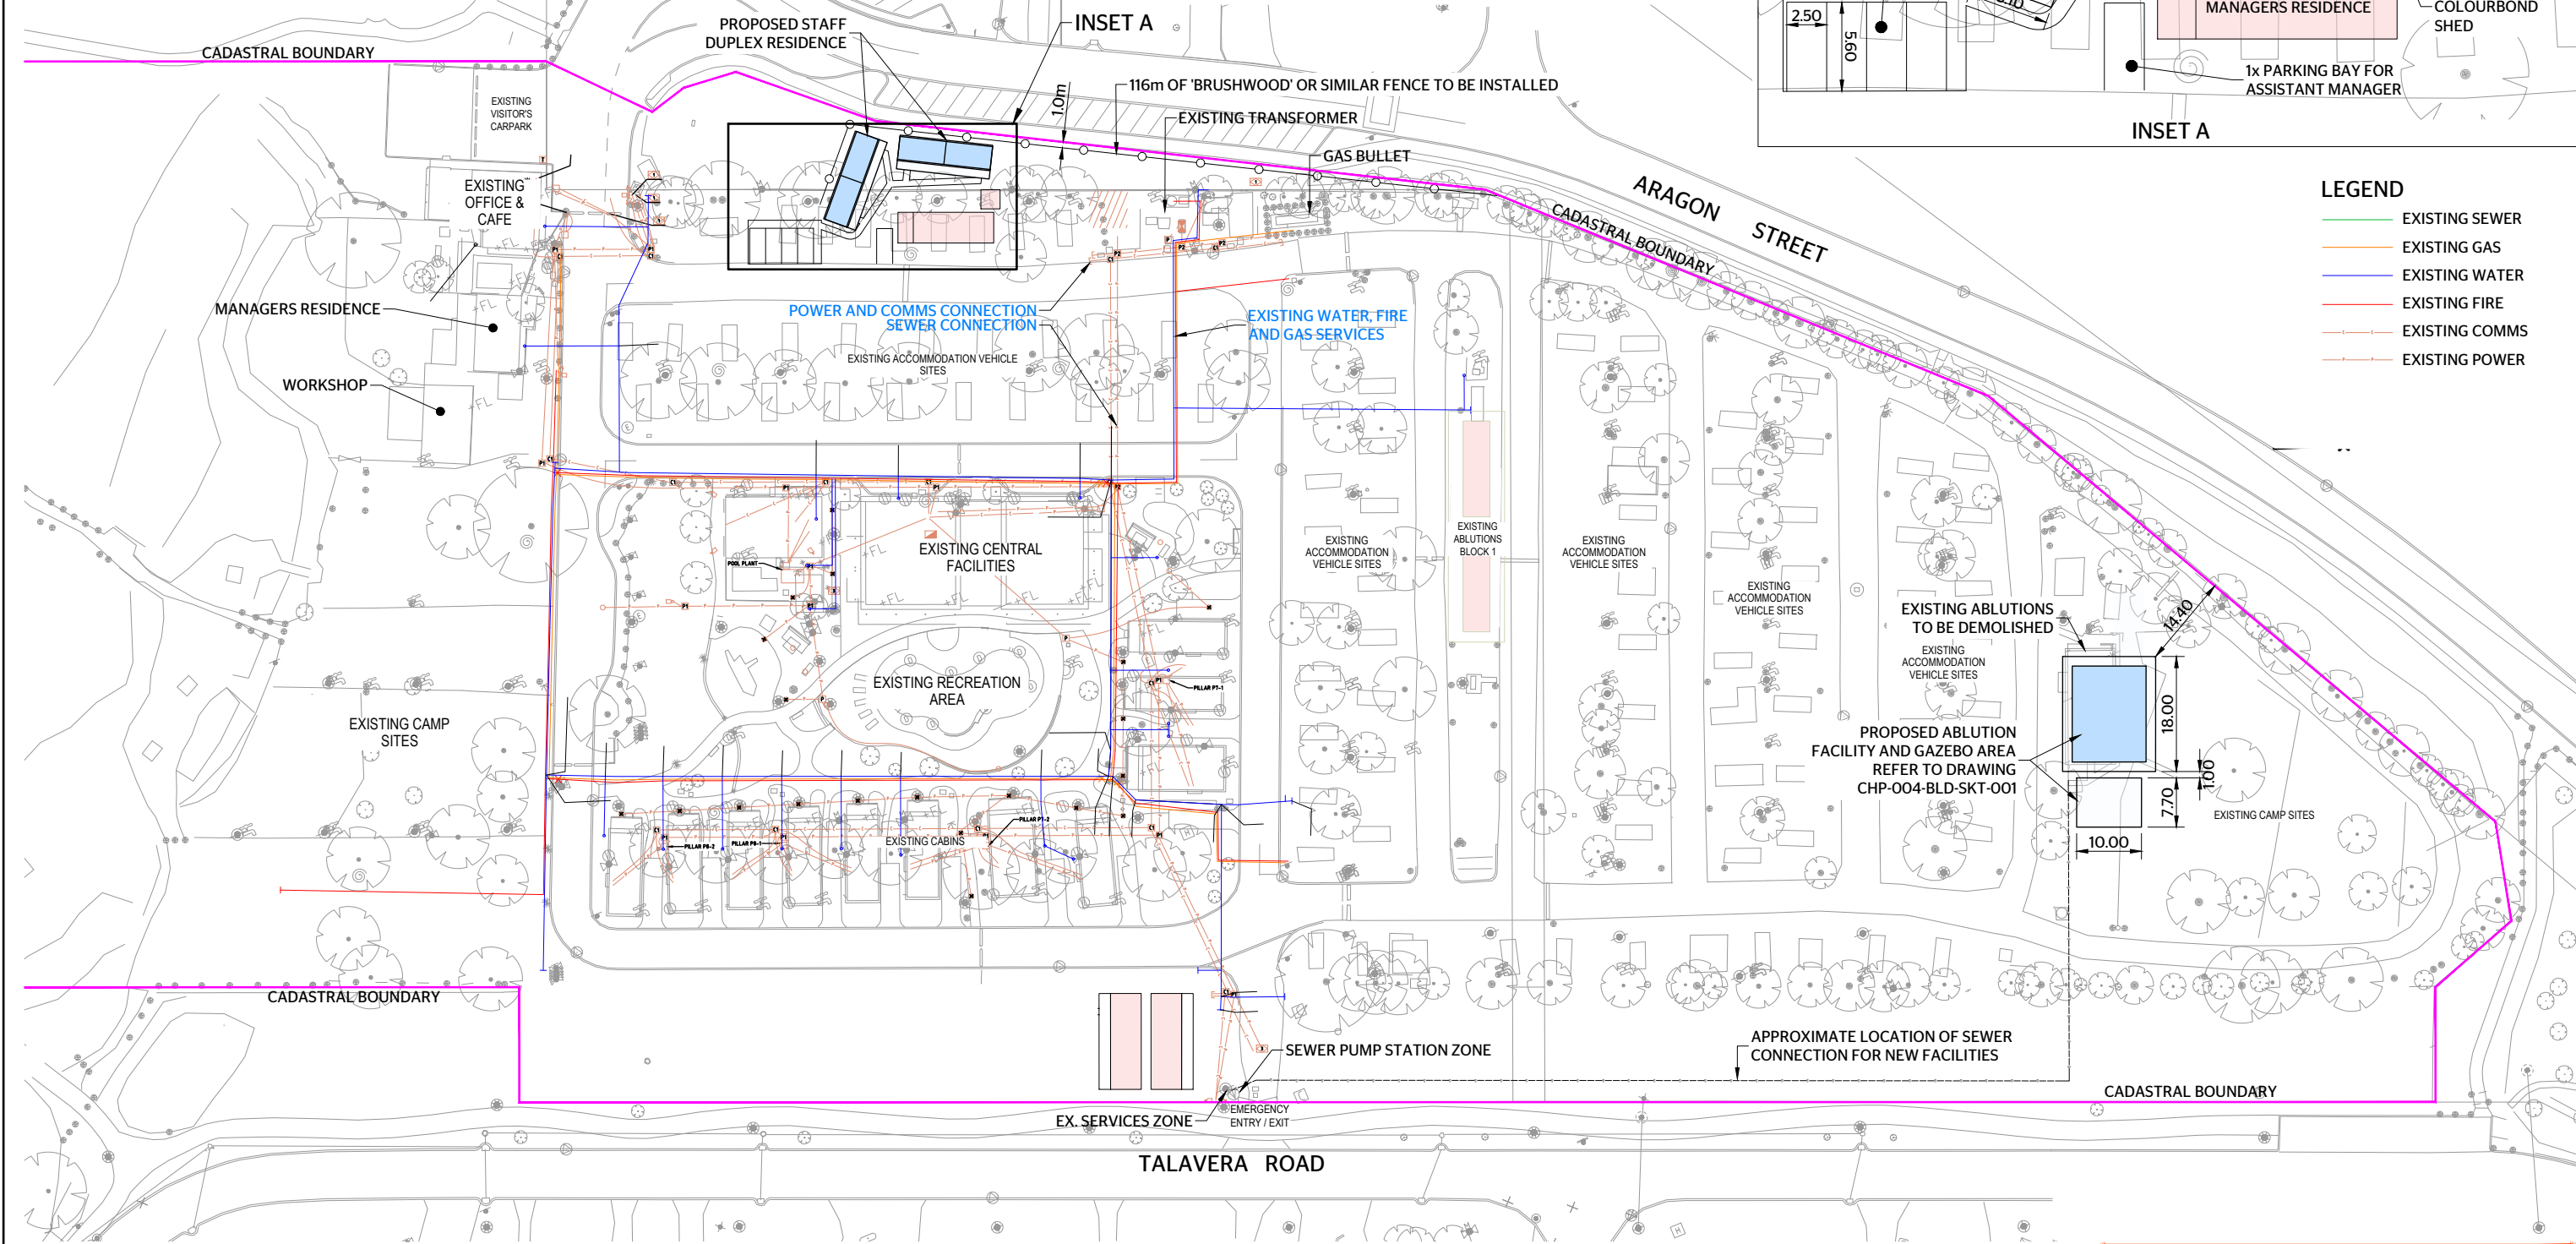 CADASTRAL BOUNDARY
PROPOSED STAFF
DUPLEX RESIDENCE
INSET A
116m OF 'BRUSHWOOD' OR SIMILAR FENCE TO BE INSTALLED
1.0m
EXISTING TRANSFORMER
GAS BULLET
2.50
5.60
MANAGERS RESIDENCE
COLOURBOND
SHED
1x PARKING BAY FOR
ASSISTANT MANAGER
INSET A
EXISTING
VISITOR'S
CARPARK
EXISTING
OFFICE &
CAFE
ARAGON STREET
CADASTRAL BOUNDARY
LEGEND
EXISTING SEWER
EXISTING GAS
EXISTING WATER
EXISTING FIRE
EXISTING COMMS
EXISTING POWER
MANAGERS RESIDENCE
WORKSHOP
POWER AND COMMS CONNECTION
SEWER CONNECTION
EXISTING WATER, FIRE
AND GAS SERVICES
EXISTING ACCOMMODATION VEHICLE
SITES
EXISTING CENTRAL
FACILITIES
POOL PLANT
EXISTING RECREATION
AREA
PILLAR P7-1
EXISTING
ACCOMMODATION
VEHICLE SITES
EXISTING
ABLUTIONS
BLOCK 1
EXISTING
ACCOMMODATION
VEHICLE SITES
EXISTING
ACCOMMODATION
VEHICLE SITES
EXISTING ABLUTIONS
TO BE DEMOLISHED
EXISTING
ACCOMMODATION
VEHICLE SITES
14.40
18.00
1.00
7.70
10.00
PROPOSED ABLUTION
FACILITY AND GAZEBO AREA
REFER TO DRAWING
CHP-004-BLD-SKT-001
EXISTING CAMP SITES
EXISTING CAMP
SITES
PILLAR P8-2
PILLAR P8-1
EXISTING CABINS
PILLAR P7-2
CADASTRAL BOUNDARY
SEWER PUMP STATION ZONE
APPROXIMATE LOCATION OF SEWER
CONNECTION FOR NEW FACILITIES
CADASTRAL BOUNDARY
EX. SERVICES ZONE
EMERGENCY
ENTRY / EXIT
TALAVERA ROAD